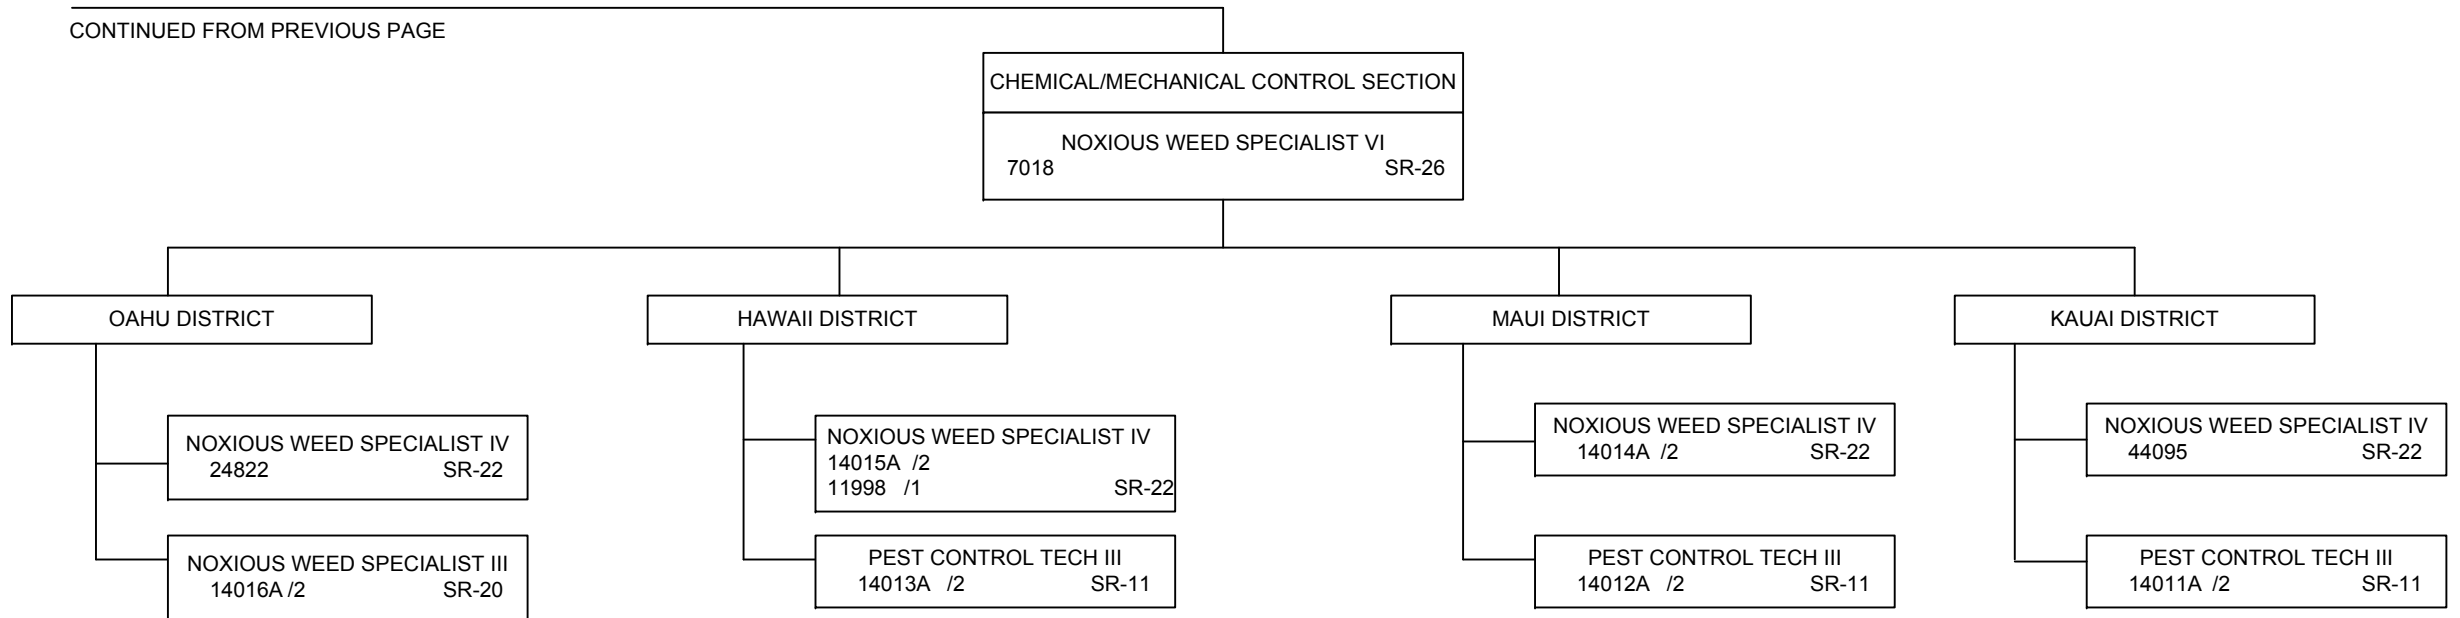 CONTINUED FROM PREVIOUS PAGE
CHEMICAL/MECHANICAL CONTROL SECTION
NOXIOUS WEED SPECIALIST VI
7018 SR-26
OAHU DISTRICT
NOXIOUS WEED SPECIALIST IV
24822 SR-22
NOXIOUS WEED SPECIALIST III
14016A /2 SR-20
HAWAII DISTRICT
NOXIOUS WEED SPECIALIST IV
14015A /2
11998 /1 SR-22
PEST CONTROL TECH III
14013A /2 SR-11
MAUI DISTRICT
NOXIOUS WEED SPECIALIST IV
14014A /2 SR-22
PEST CONTROL TECH III
14012A /2 SR-11
KAUAI DISTRICT
NOXIOUS WEED SPECIALIST IV
44095 SR-22
PEST CONTROL TECH III
14011A /2 SR-11